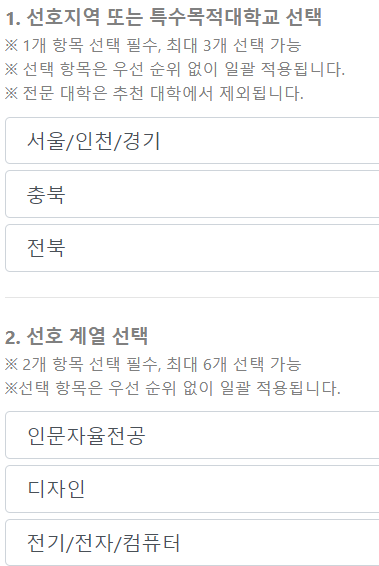 1. 선호지역 또는 특수목적대학교 선택
※ 1개 항목 선택 필수, 최대 3개 선택 가능
※ 선택 항목은 우선 순위 없이 일괄 적용됩니다.
※ 전문 대학은 추천 대학에서 제외됩니다.
서울/인천/경기
충북
전북
2. 선호 계열 선택
※ 2개 항목 선택 필수, 최대 6개 선택 가능
※선택 항목은 우선 순위 없이 일괄 적용됩니다.
인문자율전공
디자인
전기/전자/컴퓨터